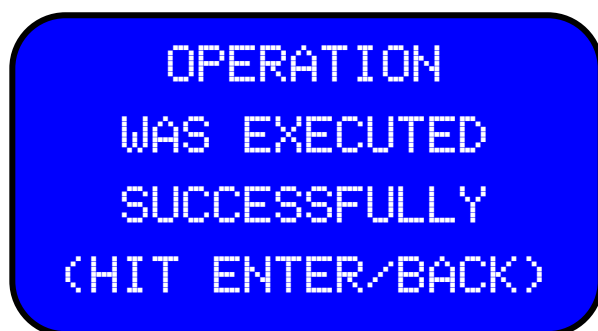 OPERATION
WAS EXECUTED
SUCCESSFULLY
(HIT ENTER/BACK)